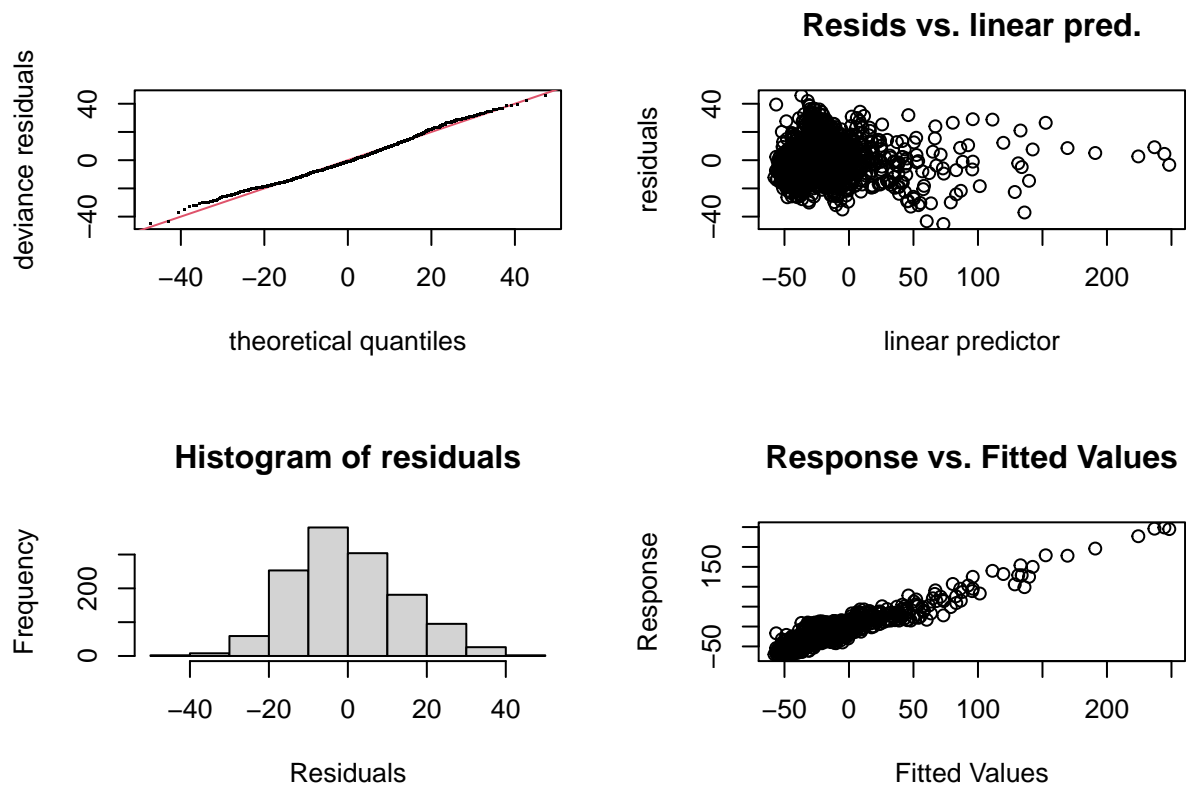 deviance residuals
40
0
−40
−40 −20 0 20 40
theoretical quantiles
Resids vs. linear pred.
residuals
40
0
−40
−50 0 50 100 200
linear predictor
Histogram of residuals
Frequency
200
0
−40 −20 0 20 40
Residuals
Response vs. Fitted Values
Response
150
−50
−50 0 50 100 200
Fitted Values